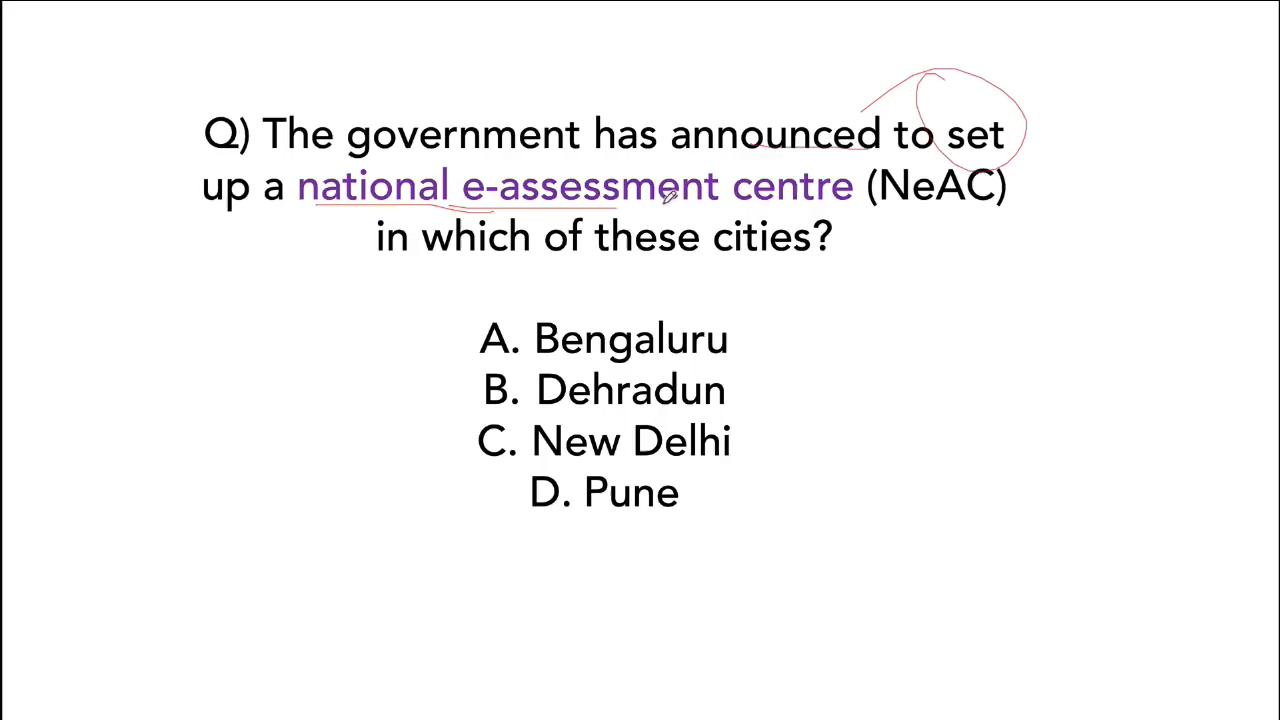 Q) The government has announced to set
up a national e-assessment centre (NeAC)
in which of these cities?
A. Bengaluru
B. Dehradun
C. New Delhi
D. Pune